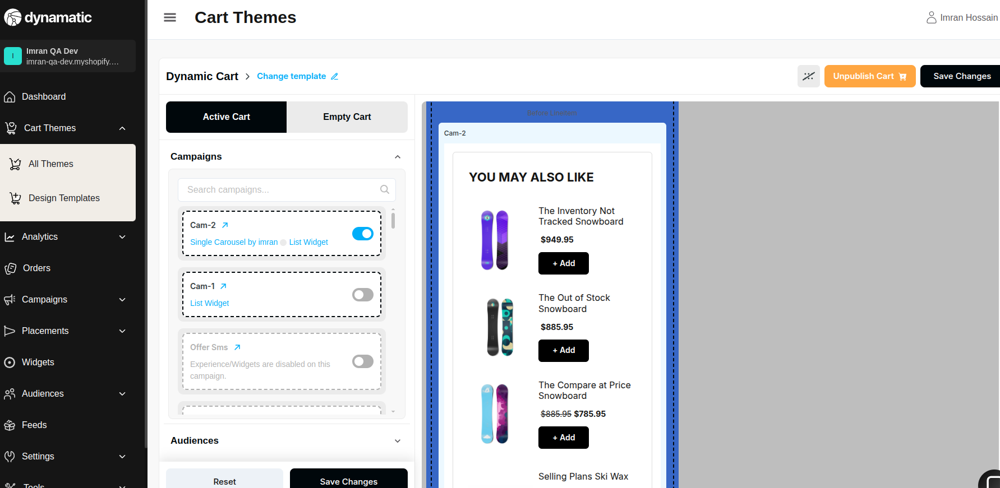 dynamatic
Cart Themes
Imran Hossain
I
Imran QA Dev
imran-qa-dev.myshopify....
Dashboard
Cart Themes
All Themes
Design Templates
Analytics
Orders
Campaigns
Placements
Widgets
Audiences
Feeds
Settings
Tools
Dynamic Cart
Change template
Unpublish Cart
Save Changes
Active Cart
Empty Cart
Campaigns
Search campaigns...
Cam-2
Single Carousel by imran
List Widget
Cam-1
List Widget
Offer Sms
Experience/Widgets are disabled on this
campaign.
Audiences
Reset
Save Changes
Before Lineitem
Cam-2
YOU MAY ALSO LIKE
The Inventory Not
Tracked Snowboard
$949.95
+ Add
The Out of Stock
Snowboard
$885.95
+ Add
The Compare at Price
Snowboard
$885.95 $785.95
+ Add
Selling Plans Ski Wax